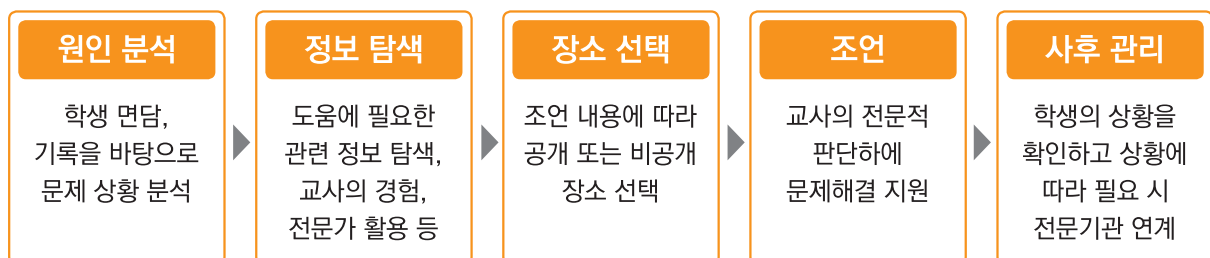 원인 분석
학생 면담,
기록을 바탕으로
문제 상황 분석
정보 탐색
도움에 필요한
관련 정보 탐색,
교사의 경험,
전문가 활용 등
장소 선택
조언 내용에 따라
공개 또는 비공개
장소 선택
조언
교사의 전문적
판단하에
문제해결 지원
사후 관리
학생의 상황을
확인하고 상황에
따라 필요 시
전문기관 연계